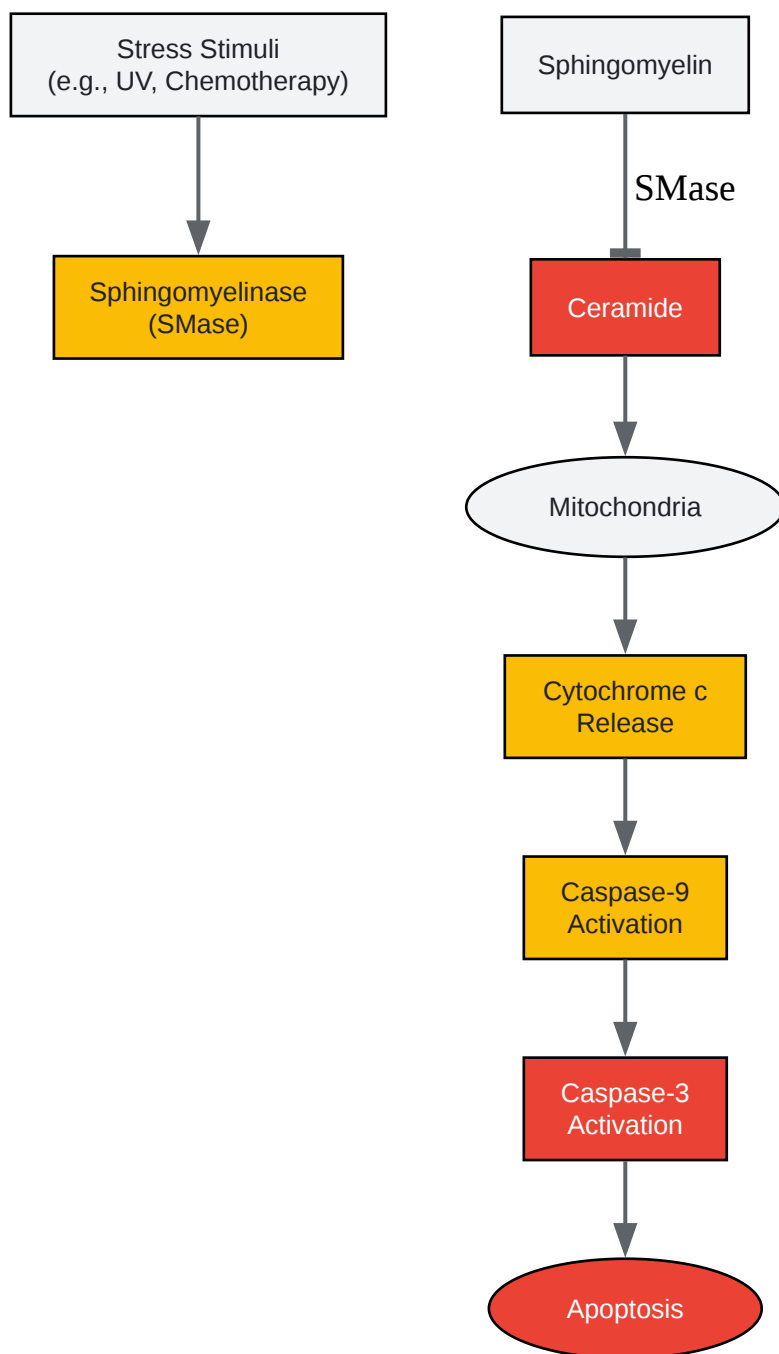 Stress Stimuli
(e.g., UV, Chemotherapy)
Sphingomyelinase
(SMase)
Sphingomyelin
SMase
Ceramide
Mitochondria
Cytochrome c
Release
Caspase-9
Activation
Caspase-3
Activation
Apoptosis